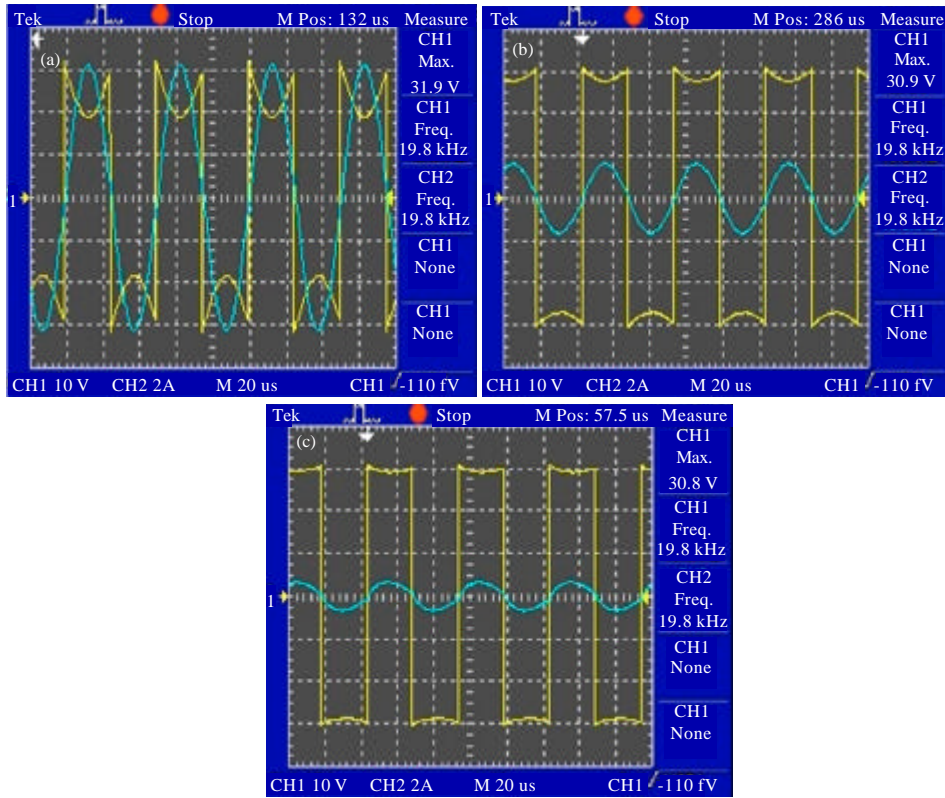 Tek Stop M Pos: 132 us Measure
(a)
CH1
Max.
31.9 V
CH1
Freq.
19.8 kHz
CH2
Freq.
19.8 kHz
CH1
None
CH1
None
1
CH1 10 V CH2 2A M 20 us CH1 -110 fV
Tek Stop M Pos: 286 us Measure
(b)
CH1
Max.
30.9 V
CH1
Freq.
19.8 kHz
CH2
Freq.
19.8 kHz
CH1
None
CH1
None
1
CH1 10 V CH2 2A M 20 us CH1 -110 fV
Tek Stop M Pos: 57.5 us Measure
(c)
CH1
Max.
30.8 V
CH1
Freq.
19.8 kHz
CH2
Freq.
19.8 kHz
CH1
None
CH1
None
1
CH1 10 V CH2 2A M 20 us CH1 -110 fV